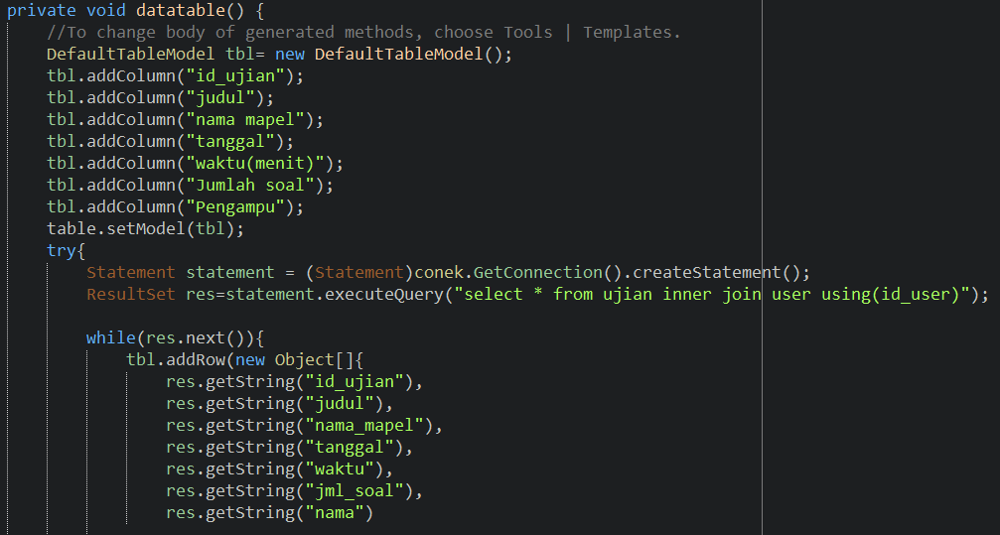 private void datatable() {
//To change body of generated methods, choose Tools | Templates.
DefaultTableModel tbl= new DefaultTableModel();
tbl.addColumn("id_ujian");
tbl.addColumn("judul");
tbl.addColumn("nama mapel");
tbl.addColumn("tanggal");
tbl.addColumn("waktu(menit)");
tbl.addColumn("Jumlah soal");
tbl.addColumn("Pengampu");
table.setModel(tbl);
try{
Statement statement = (Statement)conek.GetConnection().createStatement();
ResultSet res=statement.executeQuery("select * from ujian inner join user using(id_user)");
while(res.next()){
tbl.addRow(new Object[]{
res.getString("id_ujian"),
res.getString("judul"),
res.getString("nama_mapel"),
res.getString("tanggal"),
res.getString("waktu"),
res.getString("jml_soal"),
res.getString("nama")